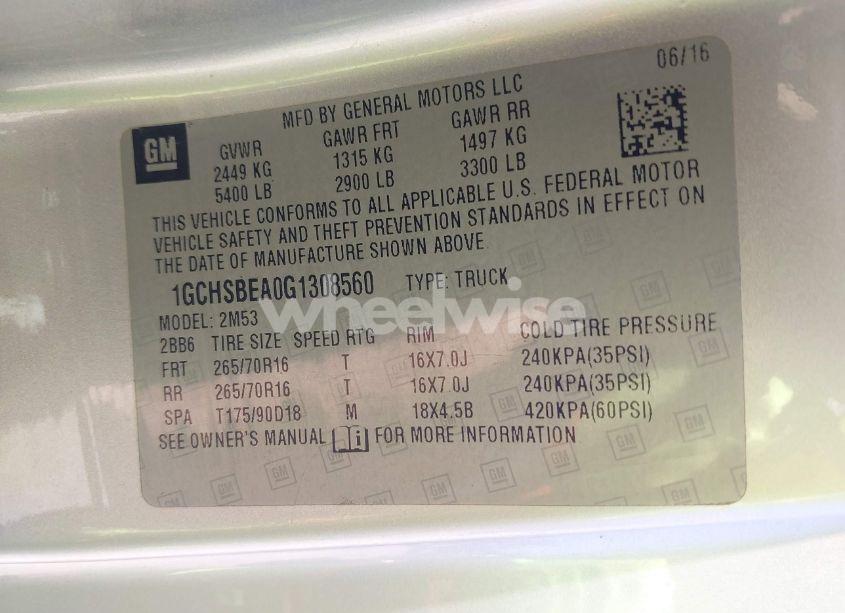 06/16
MFD BY GENERAL MOTORS LLC
GM
GVWR GAWR FRT GAWR RR
2449 KG 1315 KG 1497 KG
5400 LB 2900 LB 3300 LB
THIS VEHICLE CONFORMS TO ALL APPLICABLE U.S. FEDERAL MOTOR
VEHICLE SAFETY AND THEFT PREVENTION STANDARDS IN EFFECT ON
THE DATE OF MANUFACTURE SHOWN ABOVE.
1GCHSBEA0G1308560 TYPE: TRUCK
wheelwise
MODEL: 2M53
2BB6 TIRE SIZE SPEED RTG RIM COLD TIRE PRESSURE
FRT 265/70R16 T 16X7.0J 240KPA(35PSI)
RR 265/70R16 T 16X7.0J 240KPA(35PSI)
SPA T175/90D18 M 18X4.5B 420KPA(60PSI)
SEE OWNER'S MANUAL i FOR MORE INFORMATION